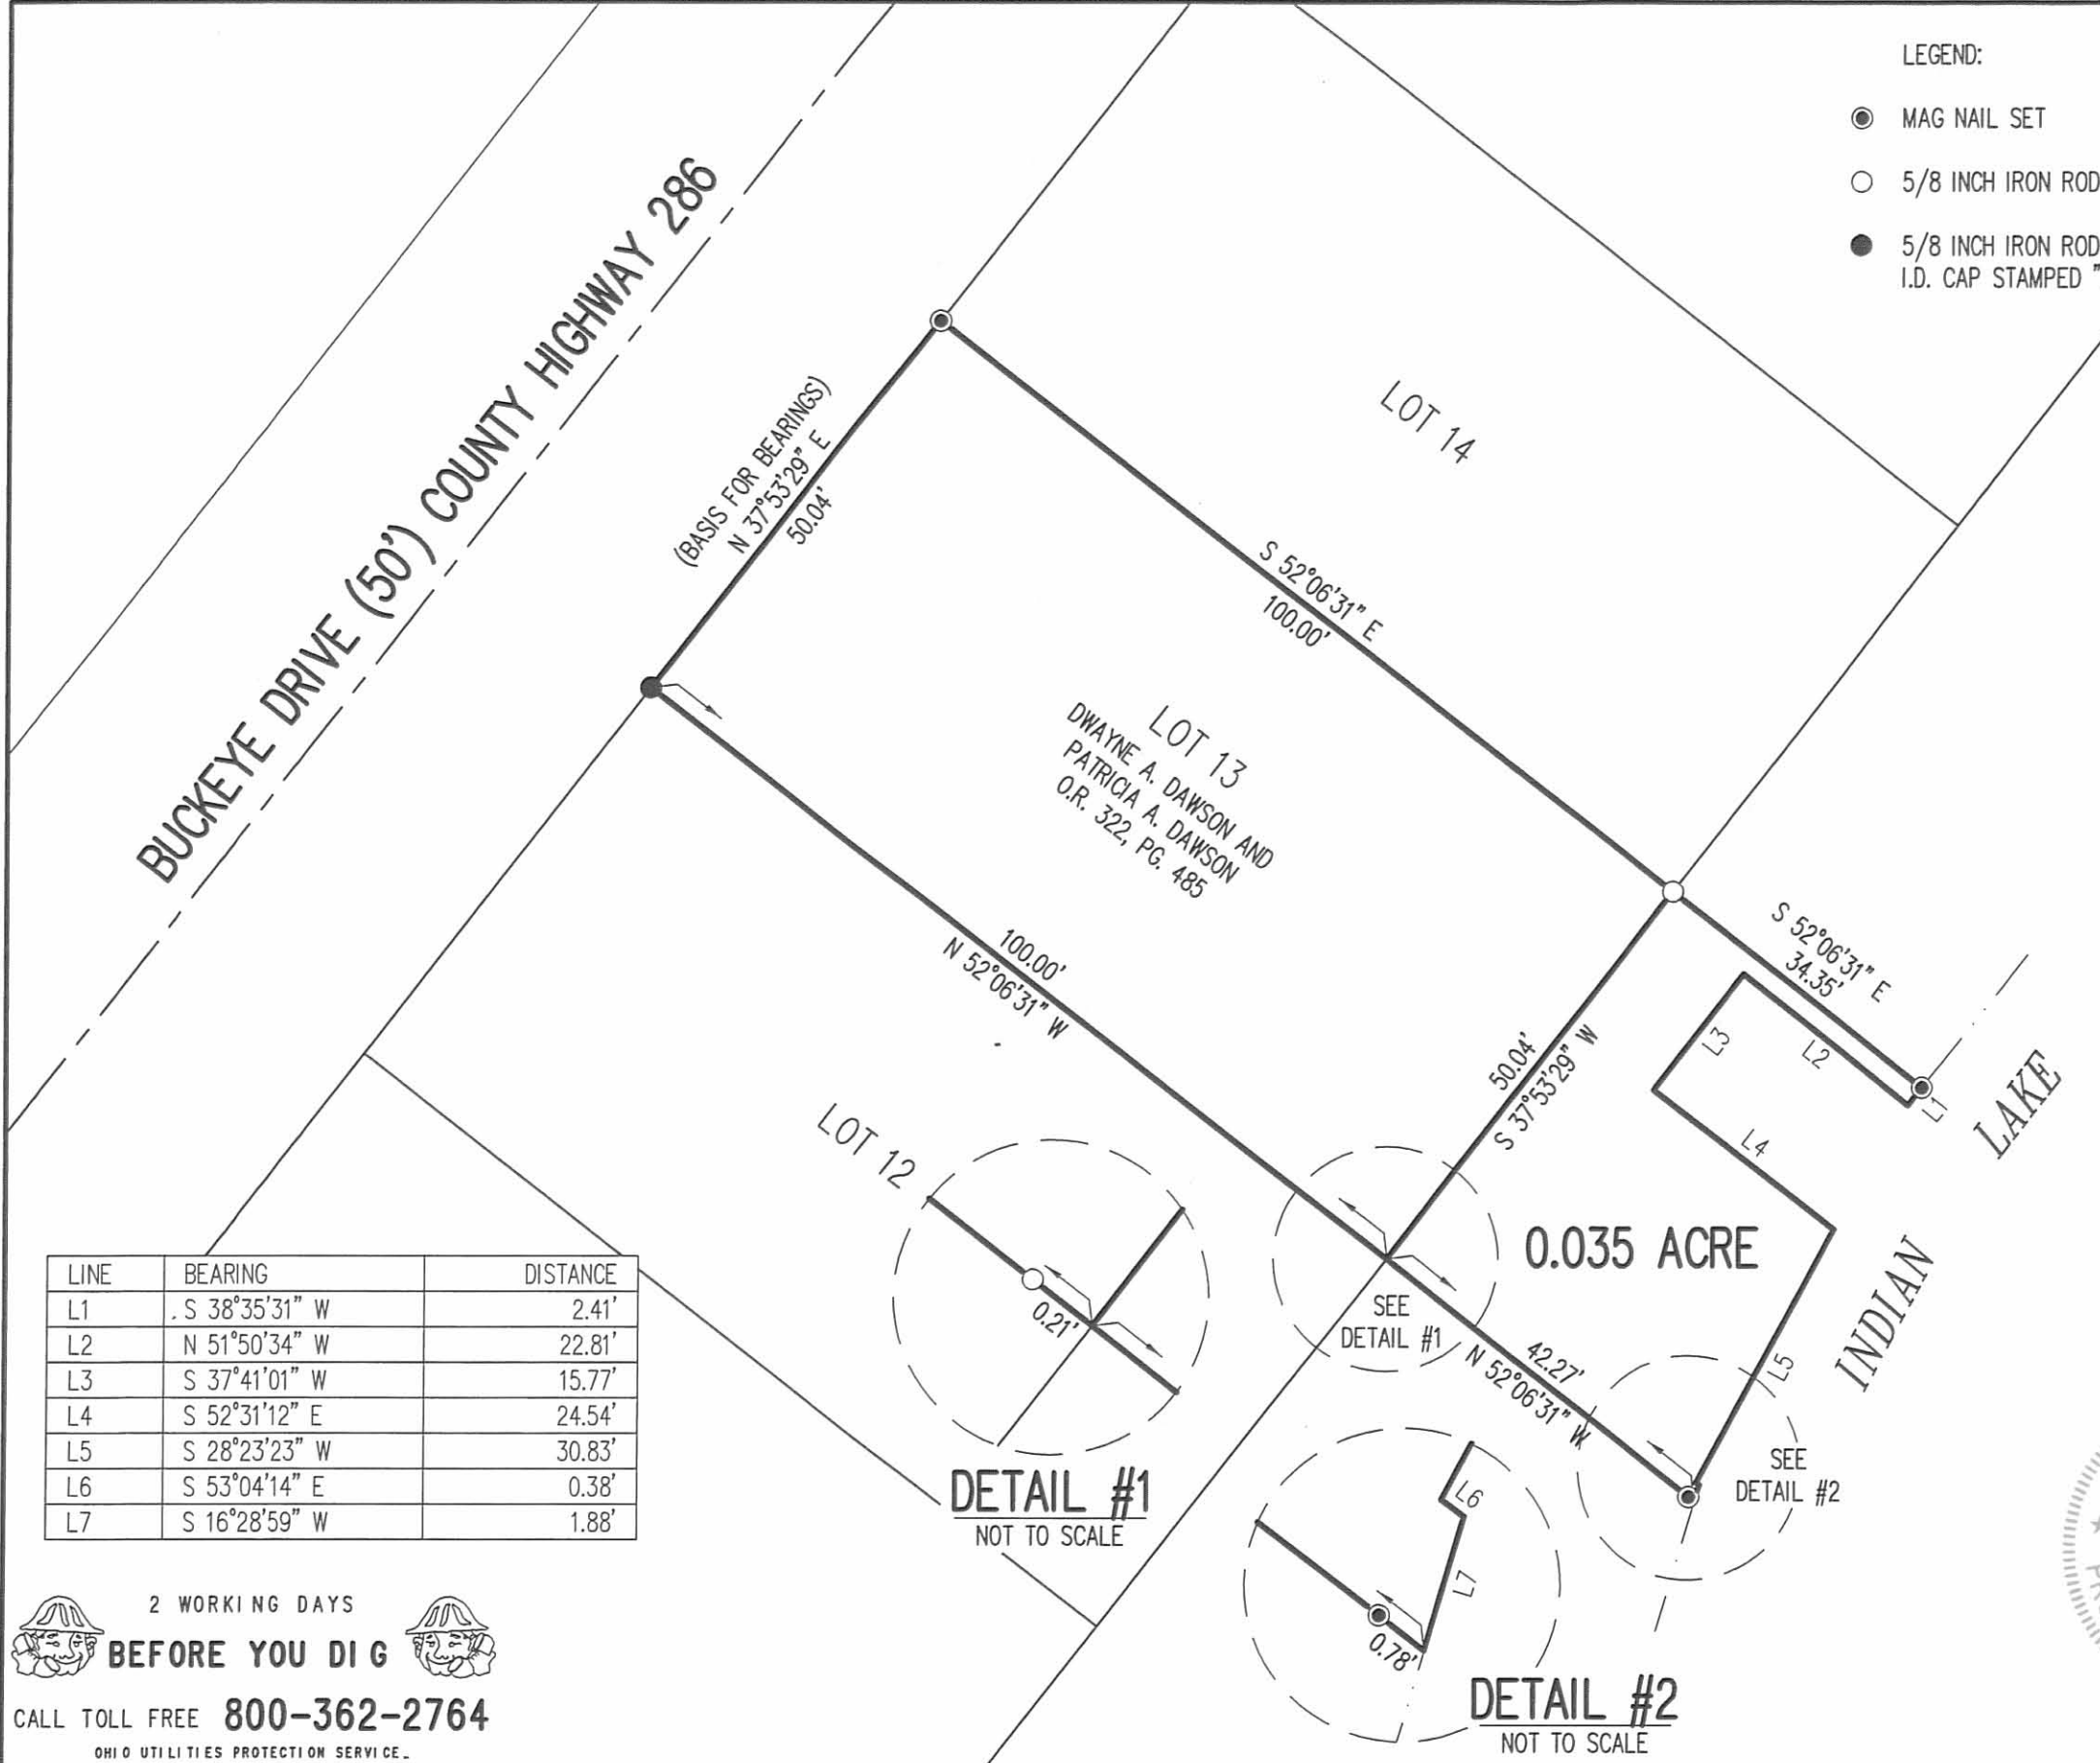 LEGEND:
MAG NAIL SET
5/8 INCH IRON ROD
5/8 INCH IRON ROD
I.D. CAP STAMPED "
BUCKEYE DRIVE (50') COUNTY HIGHWAY 286
(BASIS FOR BEARINGS)
N 37°53'29" E
50.04'
LOT 14
S 52°06'31" E
100.00'
LOT 13
DWAYNE A. DAWSON AND
PATRICIA A. DAWSON
O.R. 322, PG. 485
100.00'
N 52°06'31" W
S 52°06'31" E
34.35'
L3
L2
L1
L4
L5
50.04'
S 37°53'29" W
INDIAN LAKE
LOT 12
0.035 ACRE
SEE
DETAIL #1
42.27'
N 52°06'31" W
SEE
DETAIL #2
0.21'
DETAIL #1
NOT TO SCALE
L6
L7
0.78'
DETAIL #2
NOT TO SCALE
LINE BEARING DISTANCE
L1 S 38°35'31" W 2.41'
L2 N 51°50'34" W 22.81'
L3 S 37°41'01" W 15.77'
L4 S 52°31'12" E 24.54'
L5 S 28°23'23" W 30.83'
L6 S 53°04'14" E 0.38'
L7 S 16°28'59" W 1.88'
2 WORKING DAYS
BEFORE YOU DIG
CALL TOLL FREE 800-362-2764
OHIO UTILITIES PROTECTION SERVICE